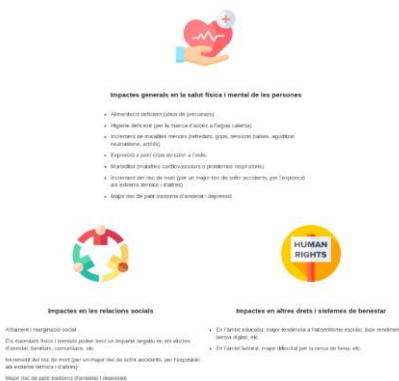 Impactes generals en la salut física i mental de les persones
Alimentació deficient (abús de precuinats)
Higiene deficient (per la manca d'accés a l'aigua calenta)
Increment de malalties menors (refredats, grips, tensions baixes, aguditzar
reumatisme, artritis)
Exposició a patir cops de calor a l'estiu
Morbiditat (malalties cardiovasculars o problemes respiratoris)
Increment del risc de mort (per un major risc de sofrir accidents, per l'exposició
als extrems tèrmics i d'altres)
Major risc de patir trastorns d'ansietat i depressió
HUMAN
RIGHTS
Impactes en les relacions socials
Impactes en altres drets i sistemes de benestar
Aïllament i marginació social
Els malestars físics i mentals poden tenir un impacte negatiu en els vincles
d'amistat, familiars, comunitaris, etc.
Increment del risc de mort (per un major risc de sofrir accidents, per l'exposició
als extrems tèrmics i d'altres)
Major risc de patir trastorns d'ansietat i depressió
En l'àmbit educatiu: major tendència a l'absentisme escolar, baix rendiment,
bretxa digital, etc.
En l'àmbit laboral: major dificultat per la cerca de feina, etc.